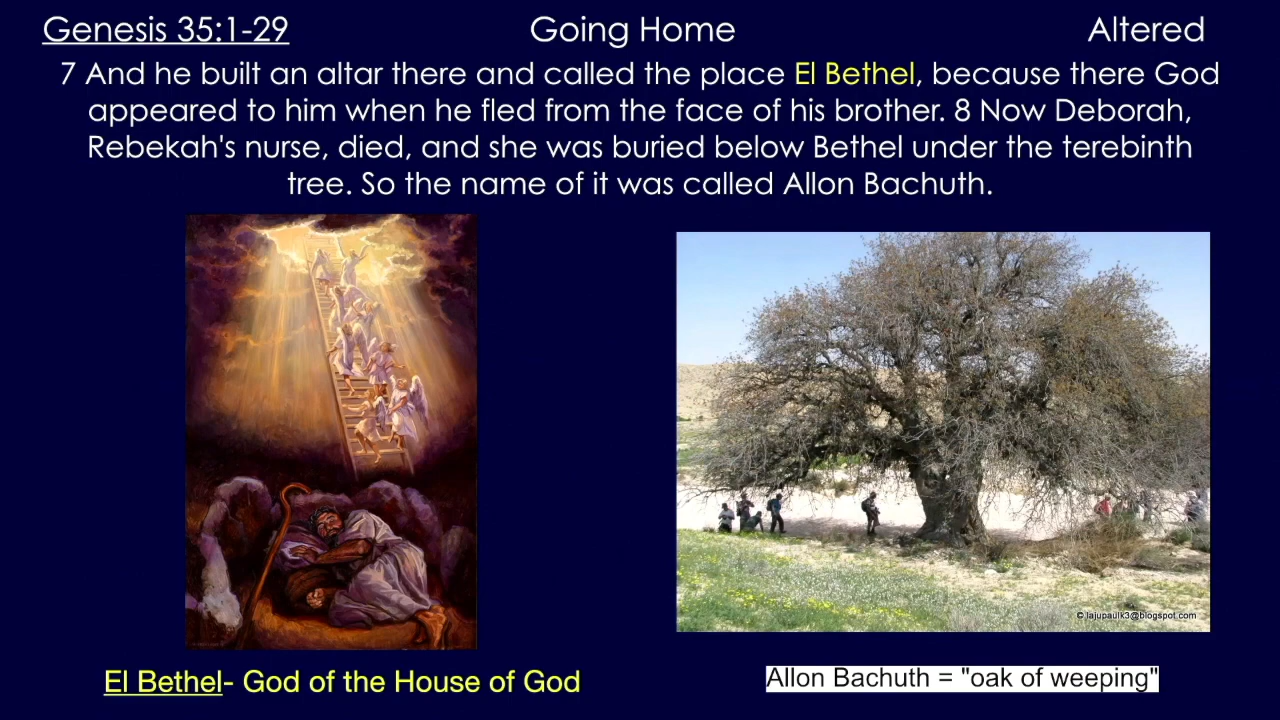 Genesis 35:1-29 Going Home Altered
7 And he built an altar there and called the place El Bethel, because there God
appeared to him when he fled from the face of his brother. 8 Now Deborah,
Rebekah's nurse, died, and she was buried below Bethel under the terebinth
tree. So the name of it was called Allon Bachuth.
© lajupaulk3@blogspot.com
El Bethel- God of the House of God
Allon Bachuth = "oak of weeping"